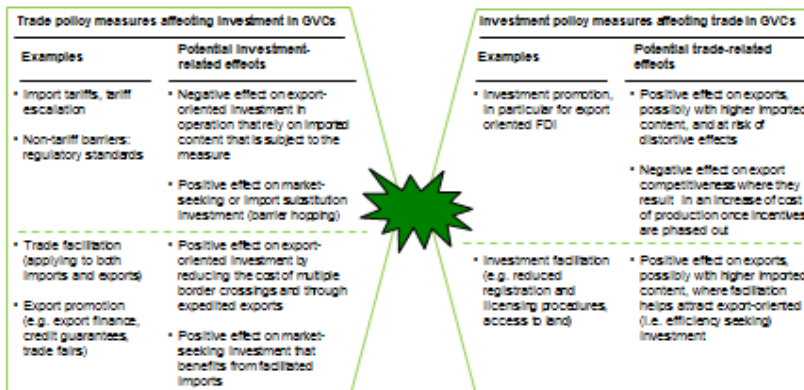 Trade policy measures affecting investment in GVCs
Examples
Potential investment-
related effects
▪ Import tariffs, tariff
escalation
▪ Non-tariff barriers:
regulatory standards
▪ Negative effect on export-
oriented investment in
operation that rely on imported
content that is subject to the
measure
▪ Positive effect on market-
seeking or import substitution
investment (barrier hopping)
▪ Trade facilitation
(applying to both
imports and exports)
▪ Export promotion
(e.g. export finance,
credit guarantees,
trade fairs)
▪ Positive effect on export-
oriented investment by
reducing the cost of multiple
border crossings and through
expedited exports
▪ Positive effect on market-
seeking investment that
benefits from facilitated
imports
Investment policy measures affecting trade in GVCs
Examples
Potential trade-related
effects
▪ Investment promotion,
in particular for export
oriented FDI
▪ Positive effect on exports,
possibly with higher imported
content, and at risk of
distortive effects
▪ Negative effect on export
competitiveness where they
result in an increase of cost
of production once incentives
are phased out
▪ Investment facilitation
(e.g. reduced
registration and
licensing procedures,
access to land)
▪ Positive effect on exports,
possibly with higher imported
content, where facilitation
helps attract export-oriented
(i.e. efficiency seeking)
investment